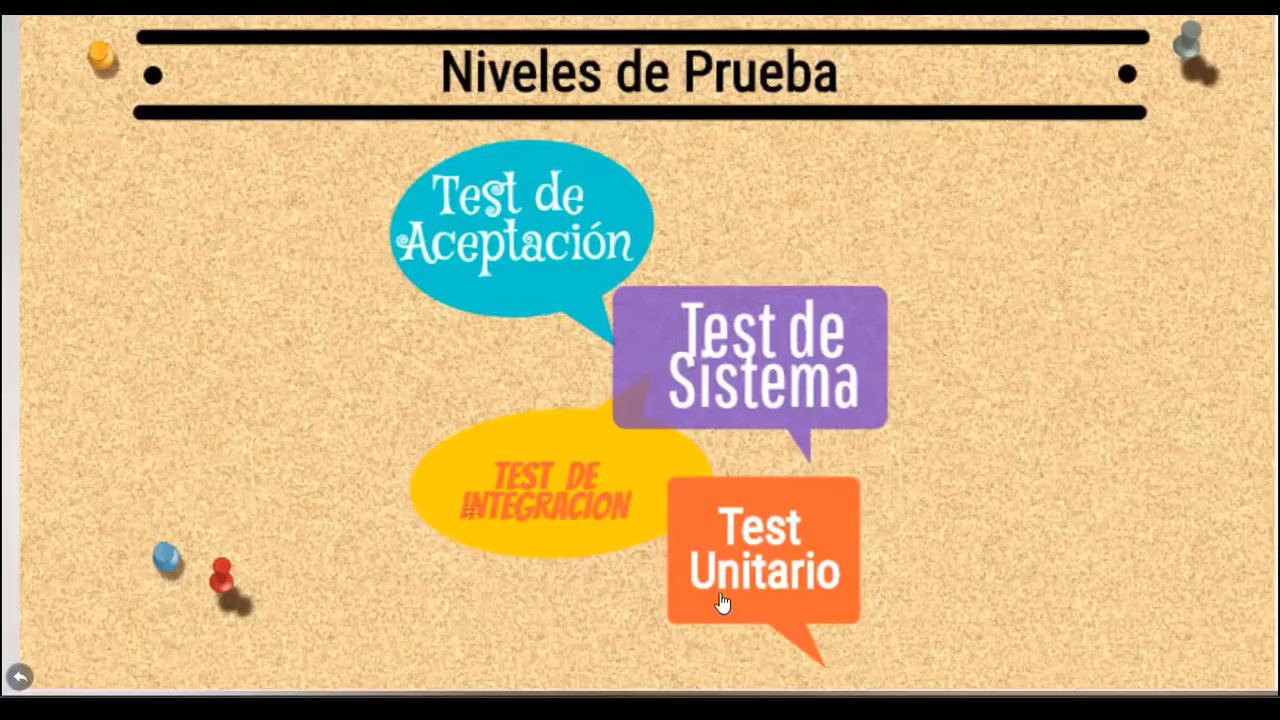 Niveles de Prueba
Test de
Aceptación
Test de
Sistema
TEST DE
INTEGRACION
Test
Unitario